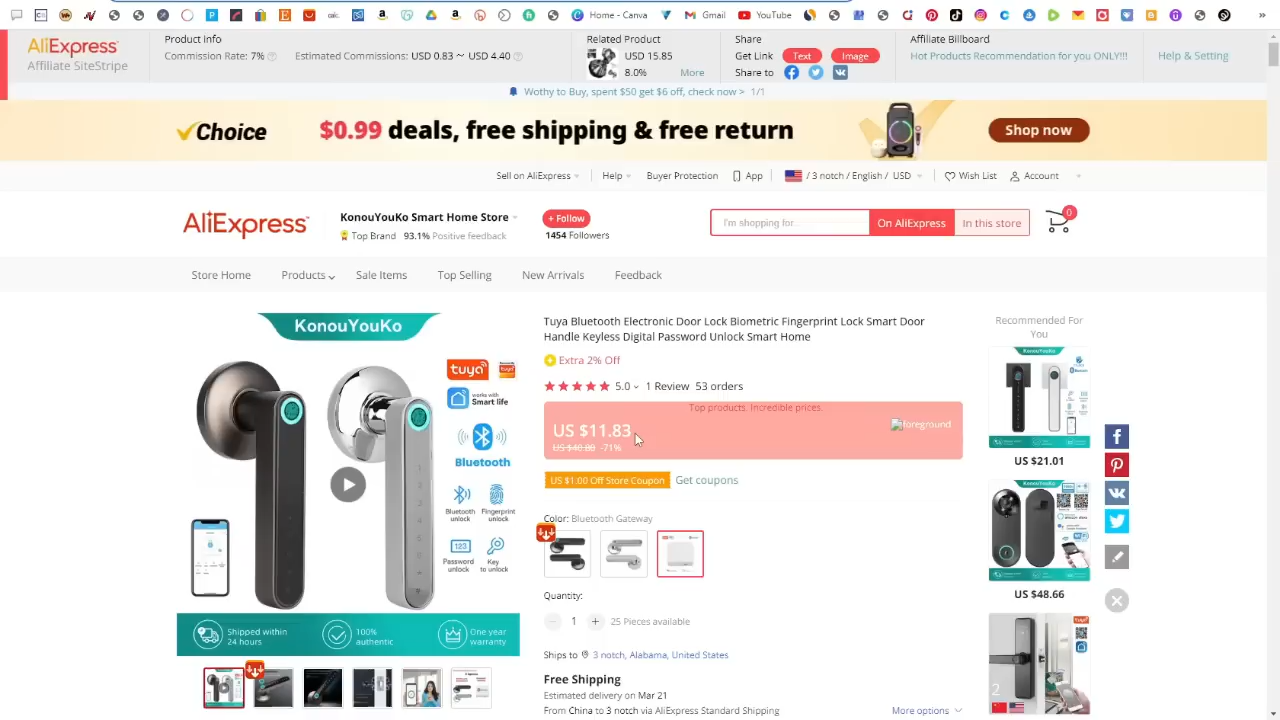 Home - Canva
Gmail
YouTube
AliExpress
Affiliate SiteStripe
Product Info
Commission Rate: 7%
Estimated Commissions: USD 0.83 ~ USD 4.40
Related Product
USD 15.85
8.0%
More
Share
Get Link Text Image
Share to
Affiliate Billboard
Hot Products Recommendation for you ONLY!!!
Help & Setting
Wothy to Buy, spent $50 get $6 off, check now > 1/1
Choice
$0.99 deals, free shipping & free return
Shop now
Sell on AliExpress
Help
Buyer Protection
App
/ 3 notch / English / USD
Wish List
Account
AliExpress
KonouYouKo Smart Home Store
Top Brand 93.1% Positive feedback
+ Follow
1454 Followers
I'm shopping for...
On AliExpress
In this store
0
Store Home
Products
Sale Items
Top Selling
New Arrivals
Feedback
KonouYouKo
tuya
works with
Smart life
Bluetooth
Bluetooth
unlock
Fingerprint
unlock
123
Password
unlock
Key
to unlock
Shipped within
24 hours
100%
authentic
One year
warranty
Tuya Bluetooth Electronic Door Lock Biometric Fingerprint Lock Smart Door
Handle Keyless Digital Password Unlock Smart Home
Extra 2% Off
5.0 1 Review 53 orders
Top products. Incredible prices.
US $11.83
US $40.80 -71%
foreground
US $1.00 Off Store Coupon
Get coupons
Color: Bluetooth Gateway
Quantity:
1
25 Pieces available
Ships to 3 notch, Alabama, United States
Free Shipping
Estimated delivery on Mar 21
From China to 3 notch via AliExpress Standard Shipping
More options
Recommended For
You
KonouYouKo
US $21.01
KonouYouKo
US $48.66
tuya
2